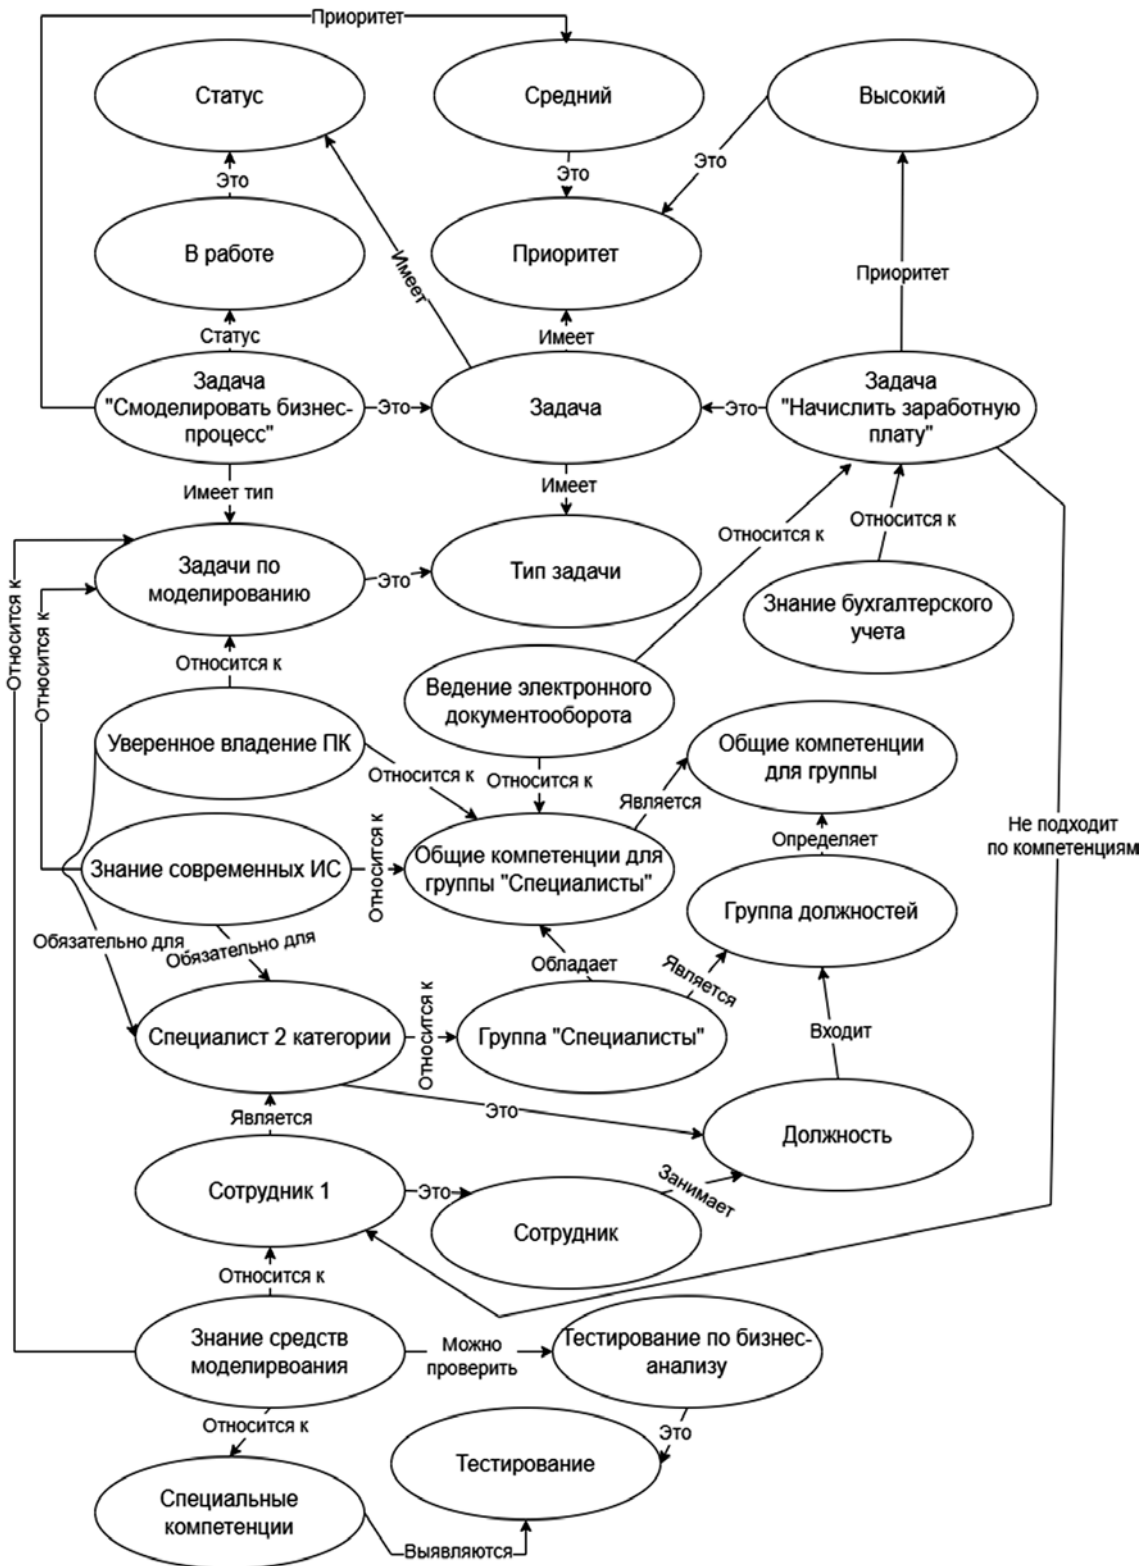 Приоритет
Статус
Средний
Высокий
Это
Это
Это
В работе
Приоритет
Имеет
Приоритет
Статус
Имеет
Задача
"Смоделировать бизнес-
процесс"
Это
Задача
Это
Задача
"Начислить заработную
плату"
Имеет тип
Имеет
Относится к
Относится к
Задачи по
моделированию
Это
Тип задачи
Знание бухгалтерского
учета
Относится к
Относится к
Относится к
Ведение электронного
документооборота
Уверенное владение ПК
Общие компетенции
для группы
Относится к
Относится к
Является
Не подходит
по компетенциям
Определяет
Знание современных ИС
Относится к
Общие компетенции для
группы "Специалисты"
Группа должностей
Обязательно для
Обязательно для
Обладает
Является
Специалист 2 категории
Относится к
Группа "Специалисты"
Входит
Является
Это
Должность
Сотрудник 1
Это
Занимает
Сотрудник
Относится к
Знание средств
моделирвоания
Можно
проверить
Тестирование по бизнес-
анализу
Относится к
Это
Тестирование
Специальные
компетенции
Выявляются